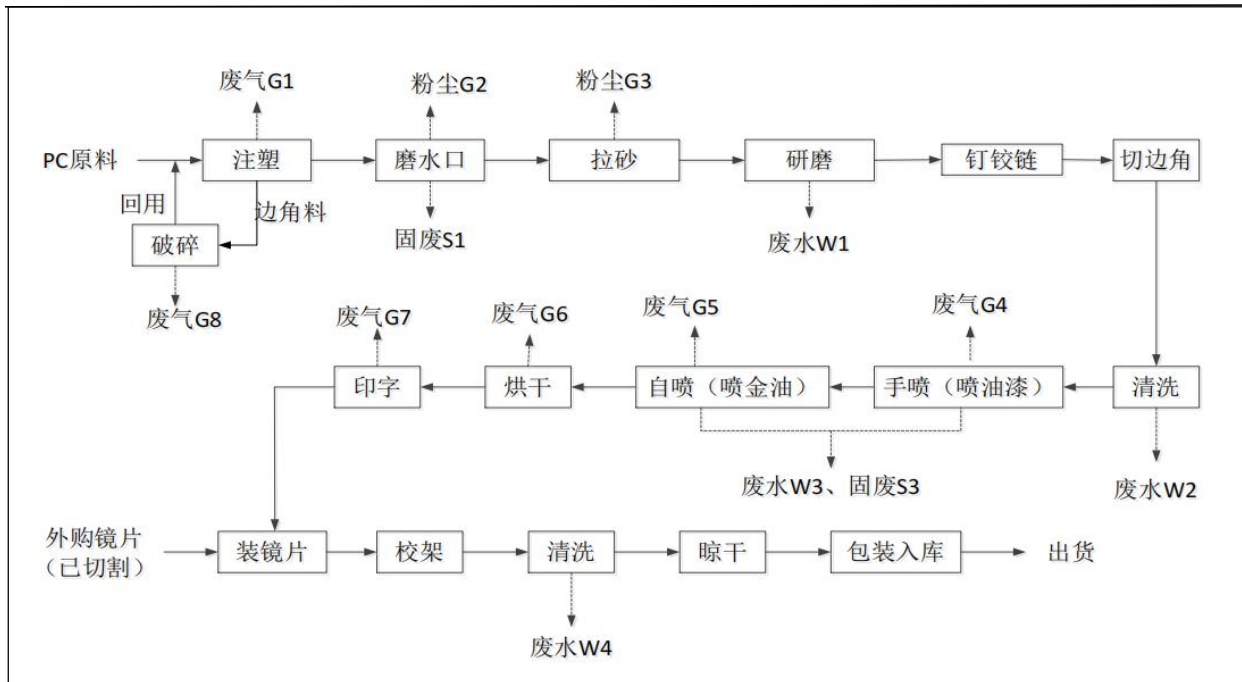 废气G1
粉尘G2
粉尘G3
PC原料
注塑
磨水口
拉砂
研磨
钉铰链
切边角
回用
边角料
破碎
固废S1
废水W1
废气G8
废气G7
废气G6
废气G5
废气G4
印字
烘干
自喷（喷金油）
手喷（喷油漆）
清洗
废水W3、固废S3
废水W2
外购镜片
（已切割）
装镜片
校架
清洗
晾干
包装入库
出货
废水W4